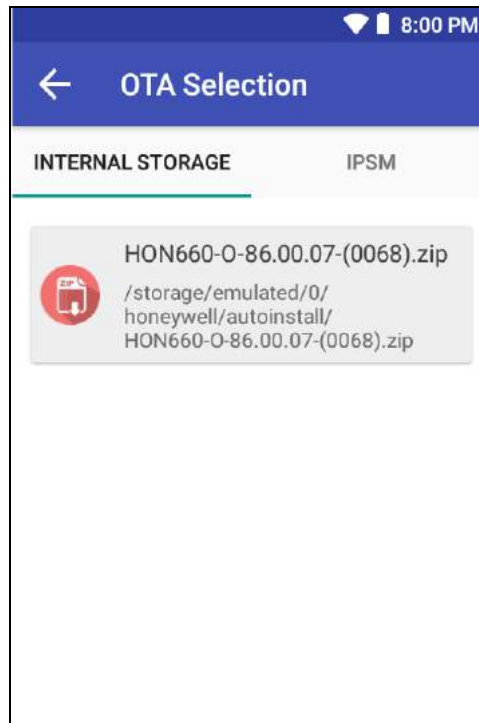 8:00 PM
OTA Selection
INTERNAL STORAGE IPSM
HON660-O-86.00.07-(0068).zip
ZIP
/storage/emulated/0/
honeywell/autoinstall/
HON660-O-86.00.07-(0068).zip